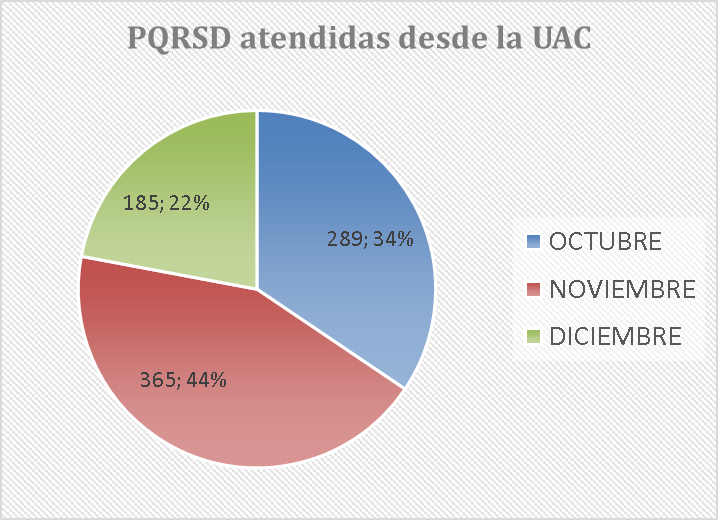 PQRSD atendidas desde la UAC
185; 22%
289; 34%
365; 44%
OCTUBRE
NOVIEMBRE
DICIEMBRE